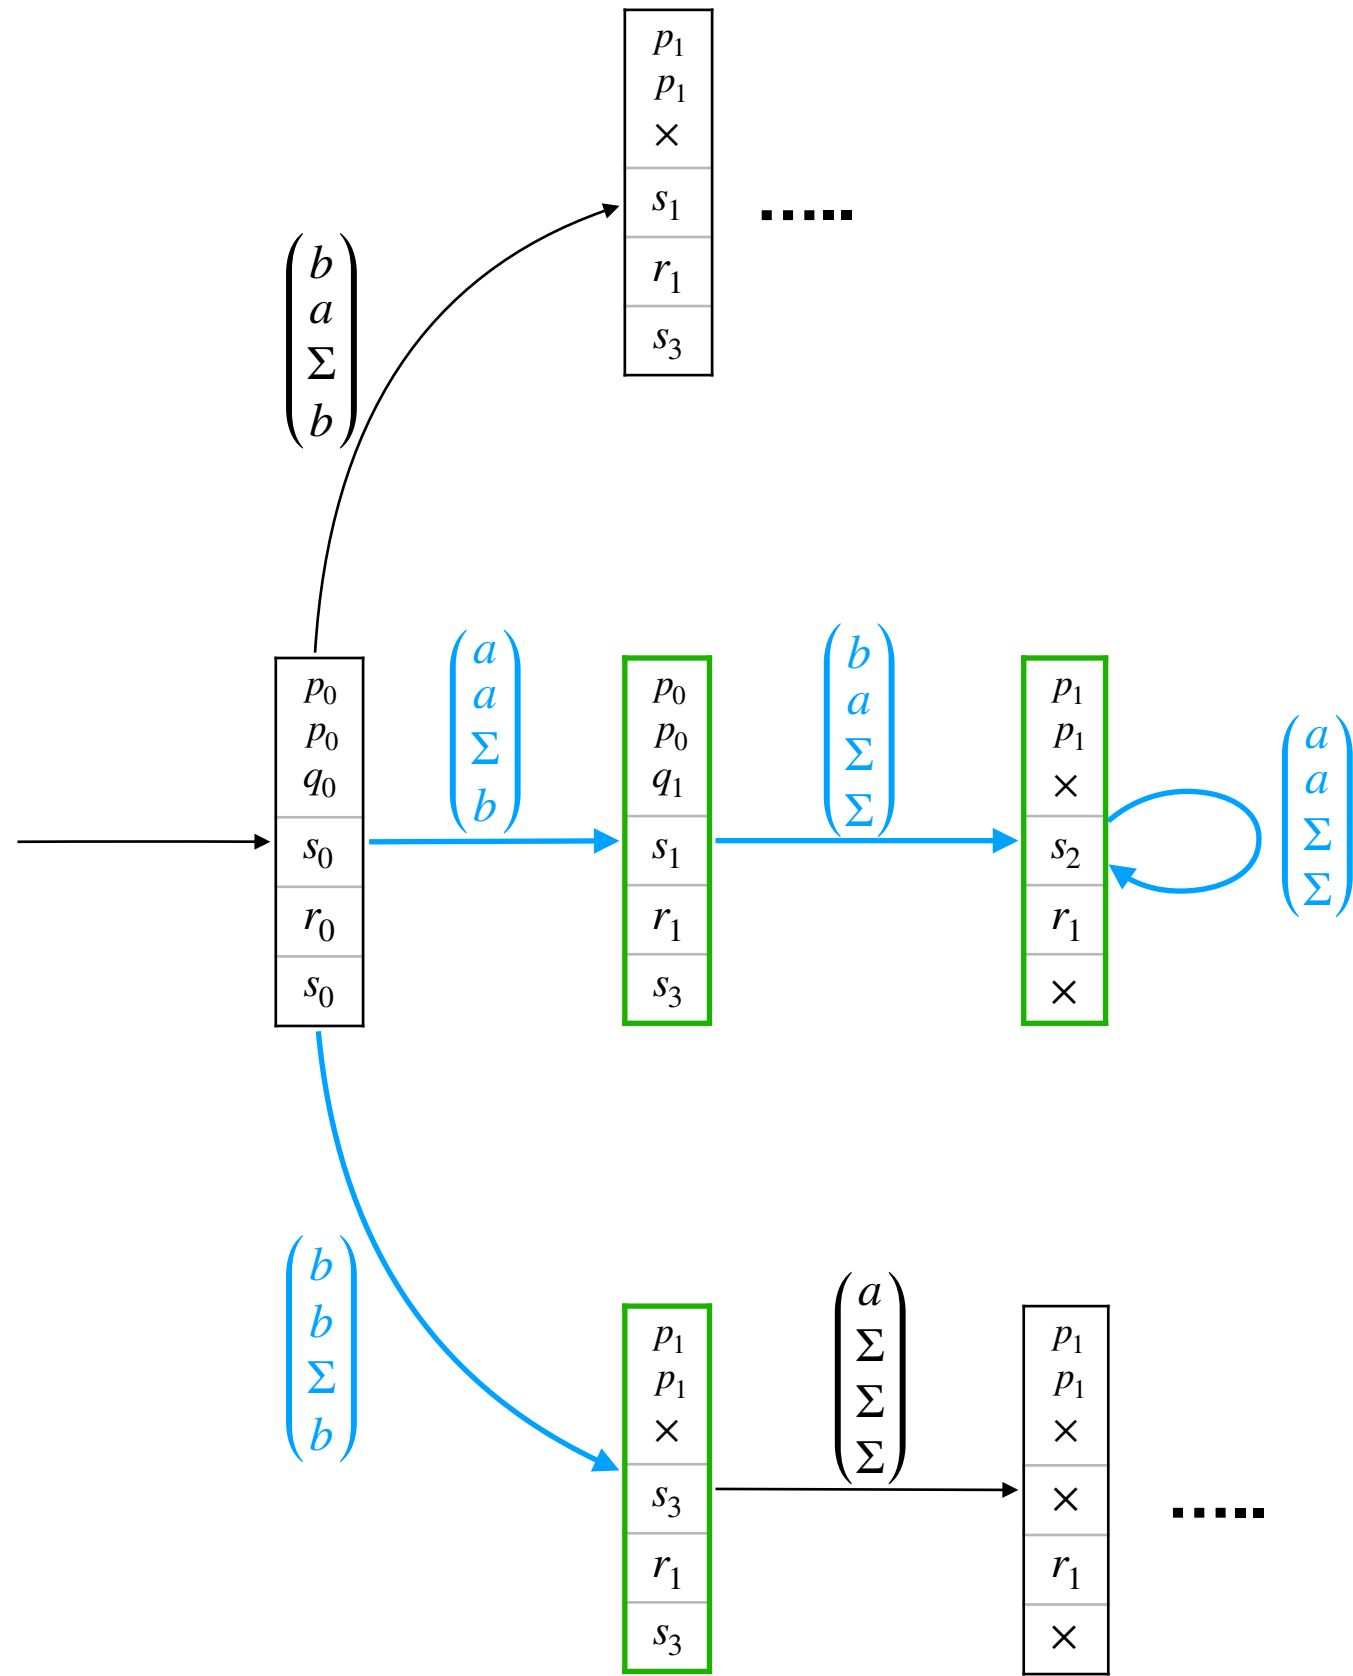 p₁
p₁
×
s₁
r₁
s₃
......
b
a
Σ
b
p₀
p₀
q₀
s₀
r₀
s₀
a
a
Σ
b
p₀
p₀
q₁
s₁
r₁
s₃
b
a
Σ
Σ
p₁
p₁
×
s₂
r₁
×
a
a
Σ
Σ
b
b
Σ
b
p₁
p₁
×
s₃
r₁
s₃
a
Σ
Σ
Σ
p₁
p₁
×
×
r₁
×
......